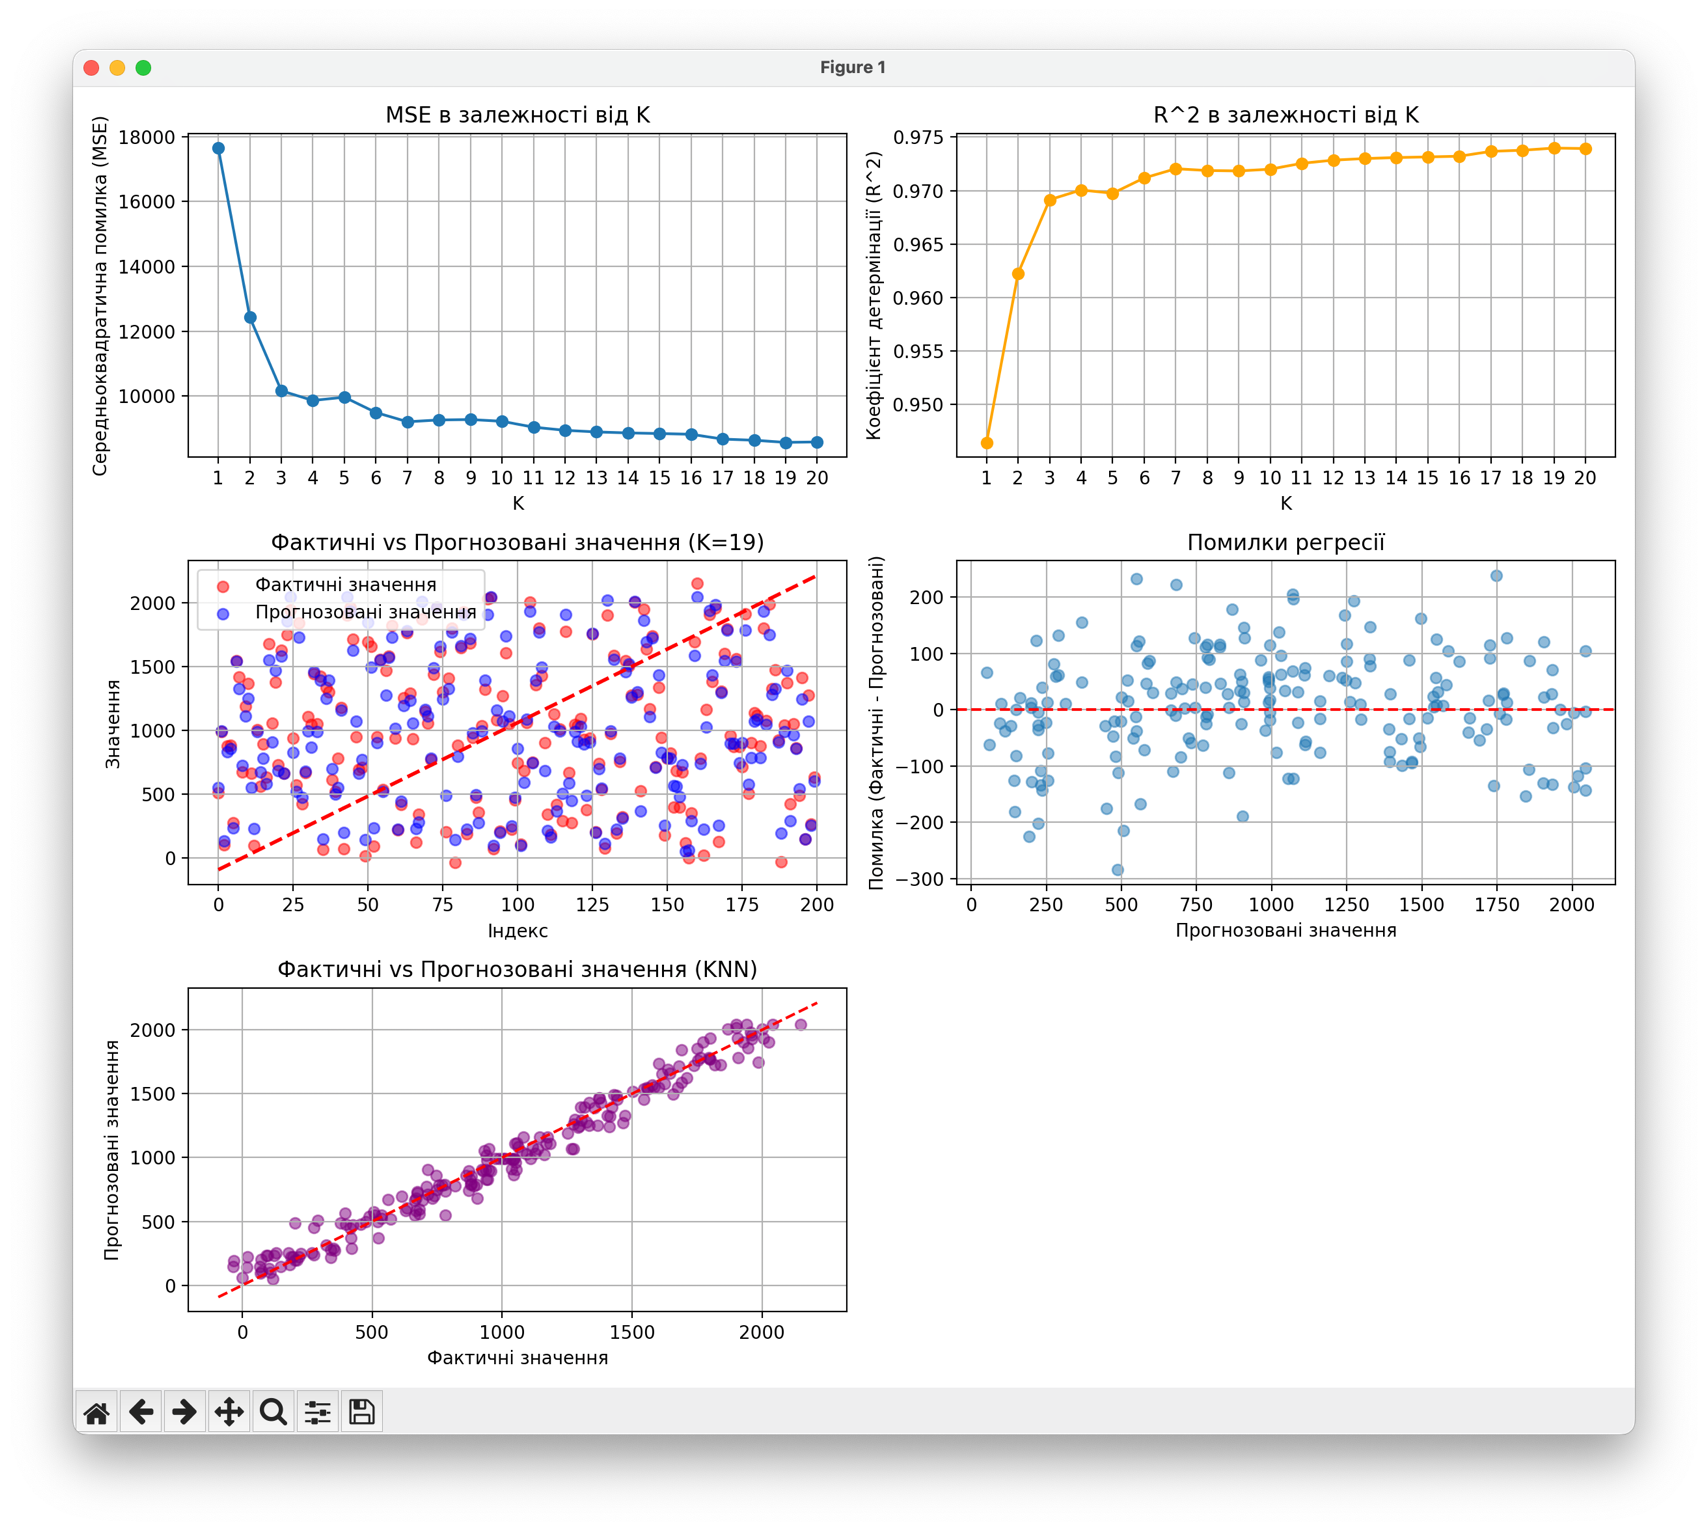 Figure 1
MSE в залежності від K
Середньоквадратична помилка (MSE)
18000
16000
14000
12000
10000
1 2 3 4 5 6 7 8 9 10 11 12 13 14 15 16 17 18 19 20
K
R^2 в залежності від K
Коефіцієнт детермінації (R^2)
0.975
0.970
0.965
0.960
0.955
0.950
1 2 3 4 5 6 7 8 9 10 11 12 13 14 15 16 17 18 19 20
K
Фактичні vs Прогнозовані значення (K=19)
Фактичні значення
Прогнозовані значення
Значення
2000
1500
1000
500
0
0 25 50 75 100 125 150 175 200
Індекс
Помилки регресії
Помилка (Фактичні - Прогнозовані)
200
100
0
−100
−200
−300
0 250 500 750 1000 1250 1500 1750 2000
Прогнозовані значення
Фактичні vs Прогнозовані значення (KNN)
Прогнозовані значення
2000
1500
1000
500
0
0 500 1000 1500 2000
Фактичні значення